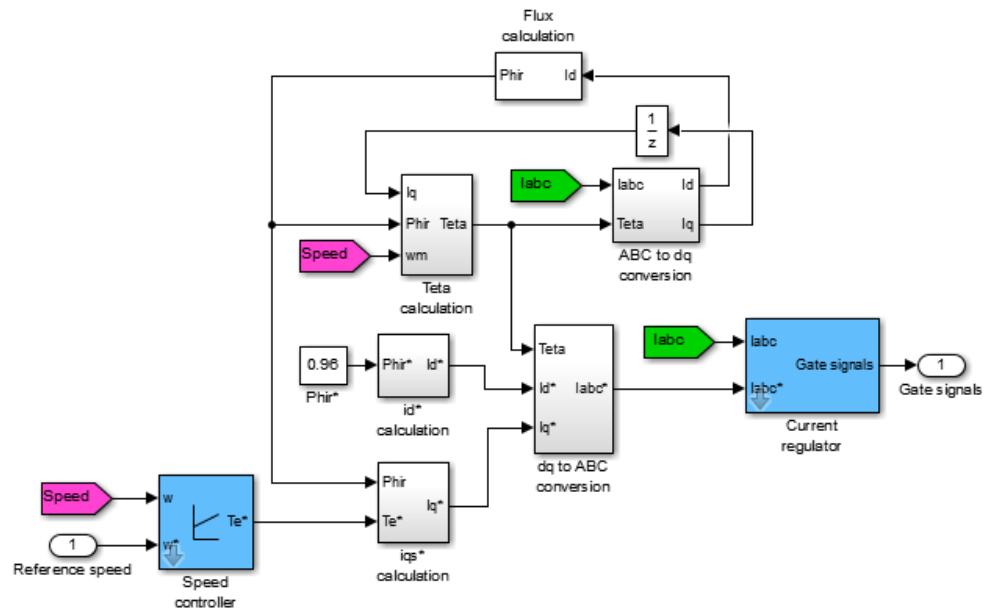 Flux
calculation
Phir Id
1
z
Iabc
Iabc Id
Teta Iq
ABC to dq
conversion
Iq
Phir Teta
wm
Speed
Teta
calculation
0.96
Phir*
Phir* Id*
id*
calculation
Teta
Id* Iabc*
Iq*
dq to ABC
conversion
Iabc
Iabc
Gate signals
Iabc*
Current
regulator
1
Gate signals
Phir
Iq*
Te*
iqs*
calculation
Speed
1
Reference speed
w
Te*
w*
Speed
controller